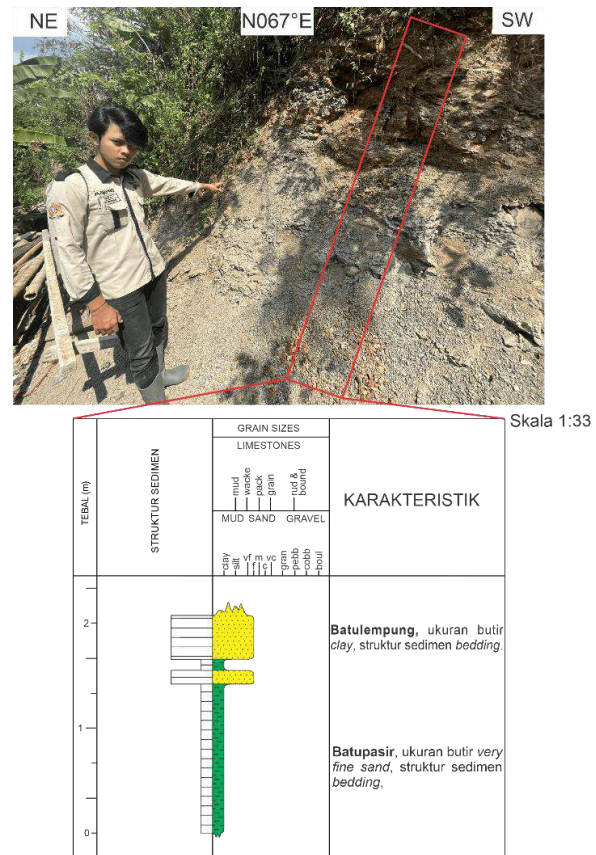 NE
N067°E
SW
Skala 1:33
TEBAL (m)
STRUKTUR SEDIMEN
GRAIN SIZES
LIMESTONES
mud
wacke
pack
grain
rud &
bound
MUD SAND GRAVEL
clay
silt
vf
f
m
c
vc
gran
pebb
cobb
boul
KARAKTERISTIK
2
Batulempung, ukuran butir
clay, struktur sedimen bedding.
1
Batupasir, ukuran butir very
fine sand, struktur sedimen
bedding,
0